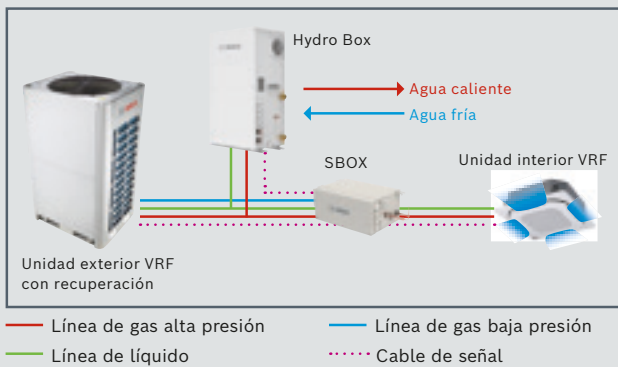 Hydro Box
Agua caliente
Agua fría
SBOX
Unidad interior VRF
Unidad exterior VRF
con recuperación
Línea de gas alta presión
Línea de gas baja presión
Línea de líquido
Cable de señal